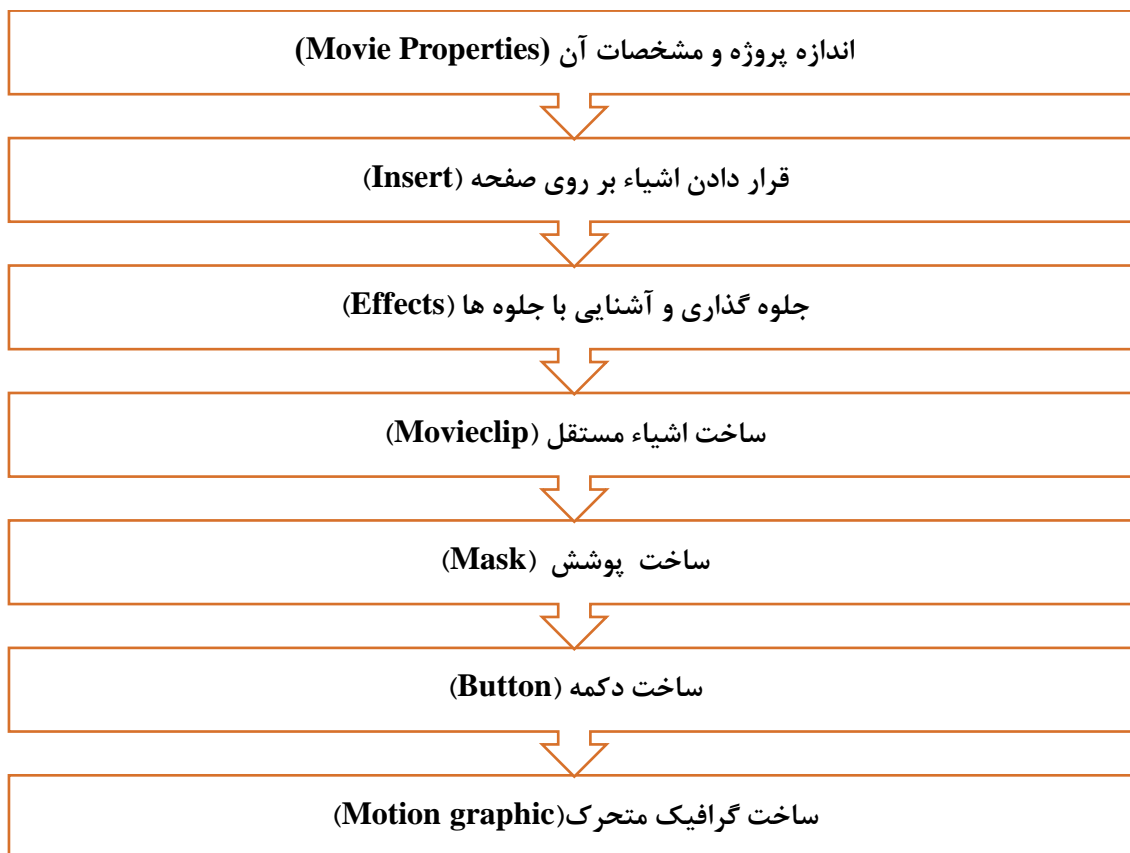 اندازه پروژه و مشخصات آن (Movie Properties)
قرار دادن اشیاء بر روی صفحه (Insert)
جلوه گذاری و آشنایی با جلوه ها (Effects)
ساخت اشیاء مستقل (Movieclip)
ساخت پوشش (Mask)
ساخت دکمه (Button)
ساخت گرافیک متحرک(Motion graphic)